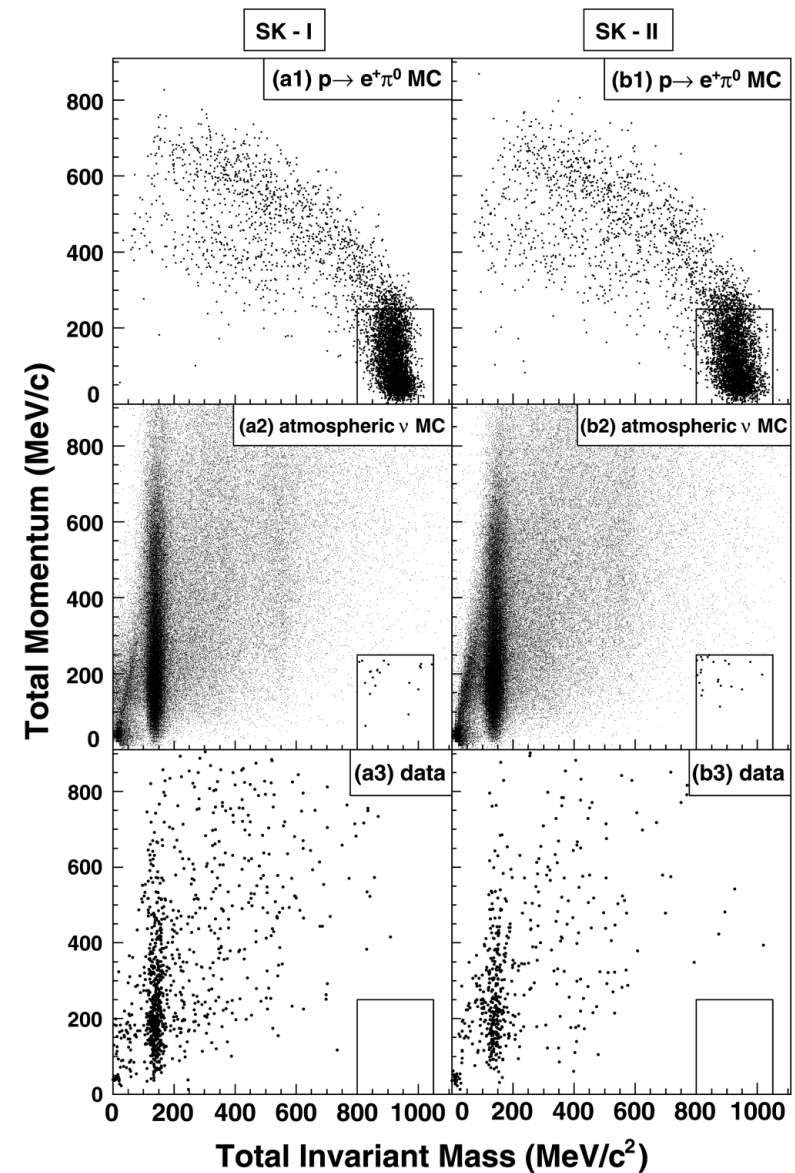 SK - I
SK - II
(a1) p→ e⁺π⁰ MC
(b1) p→ e⁺π⁰ MC
800
600
400
200
0
(a2) atmospheric ν MC
(b2) atmospheric ν MC
800
600
400
200
0
(a3) data
(b3) data
800
600
400
200
0
0 200 400 600 800 1000 0 200 400 600 800 1000
Total Momentum (MeV/c)
Total Invariant Mass (MeV/c²)